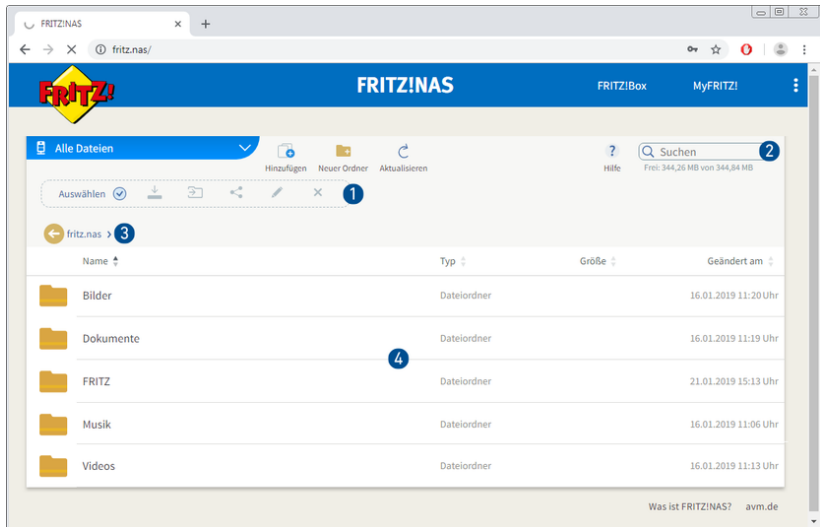 FRITZ!NAS
fritz.nas/
FRITZ!
FRITZ!NAS
FRITZ!Box
MyFRITZ!
Alle Dateien
Hinzufügen
Neuer Ordner
Aktualisieren
?
Hilfe
Suchen
2
Frei: 344,26 MB von 344,84 MB
Auswählen
1
fritz.nas
3
Name Typ Größe Geändert am
Bilder Dateiordner 16.01.2019 11:20 Uhr
Dokumente Dateiordner 16.01.2019 11:19 Uhr
4
FRITZ Dateiordner 21.01.2019 15:13 Uhr
Musik Dateiordner 16.01.2019 11:06 Uhr
Videos Dateiordner 16.01.2019 11:13 Uhr
Was ist FRITZ!NAS? avm.de